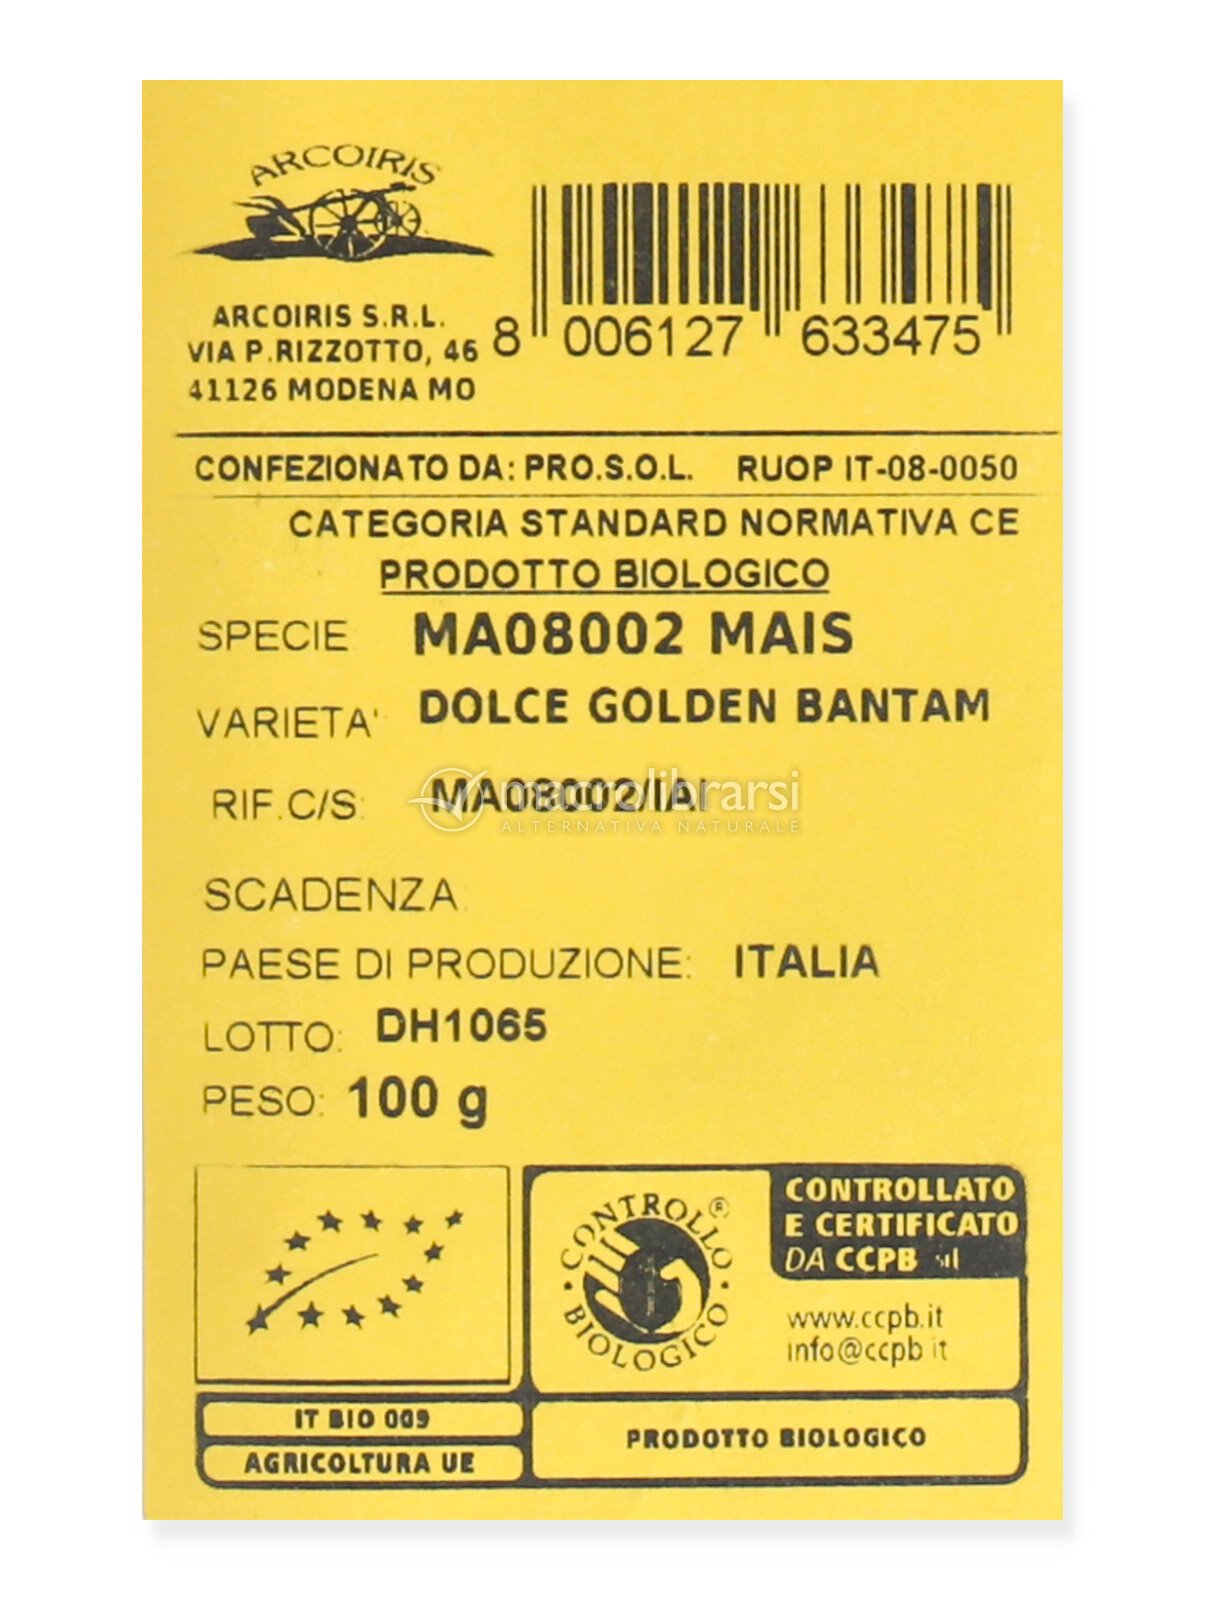 ARCOIRIS
ARCOIRIS S.R.L.
VIA P.RIZZOTTO, 46
41126 MODENA MO
8 006127 633475
CONFEZIONATO DA: PRO.S.O.L. RUOP IT-08-0050
CATEGORIA STANDARD NORMATIVA CE
PRODOTTO BIOLOGICO
SPECIE: MA08002 MAIS
VARIETA' DOLCE GOLDEN BANTAM
RIF.C/S: MA08002/IAI
macrolibrarsi
ALTERNATIVA NATURALE
SCADENZA
PAESE DI PRODUZIONE: ITALIA
LOTTO: DH1065
PESO: 100 g
CONTROLLO BIOLOGICO ®
CONTROLLATO
E CERTIFICATO
DA CCPB srl
www.ccpb.it
info@ccpb.it
IT BIO 009
AGRICOLTURA UE
PRODOTTO BIOLOGICO